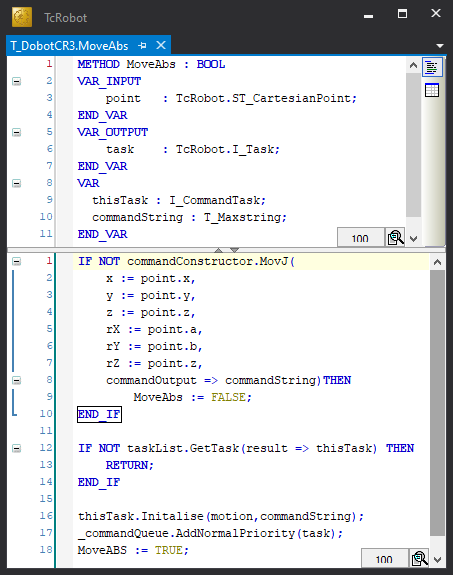 TcRobot
T_DobotCR3.MoveAbs
1 METHOD MoveAbs : BOOL
2 VAR_INPUT
3 point : TcRobot.ST_CartesianPoint;
4 END_VAR
5 VAR_OUTPUT
6 task : TcRobot.I_Task;
7 END_VAR
8 VAR
9 thisTask : I_CommandTask;
10 commandString : T_Maxstring;
11 END_VAR
100
1 IF NOT commandConstructor.MovJ(
2 x := point.x,
3 y := point.y,
4 z := point.z,
5 rX := point.a,
6 rY := point.b,
7 rZ := point.z,
8 commandOutput => commandString)THEN
9 MoveAbs := FALSE;
10 END_IF
11
12 IF NOT taskList.GetTask(result => thisTask) THEN
13 RETURN;
14 END_IF
15
16 thisTask.Initalise(motion,commandString);
17 _commandQueue.AddNormalPriority(task);
18 MoveABS := TRUE;
100